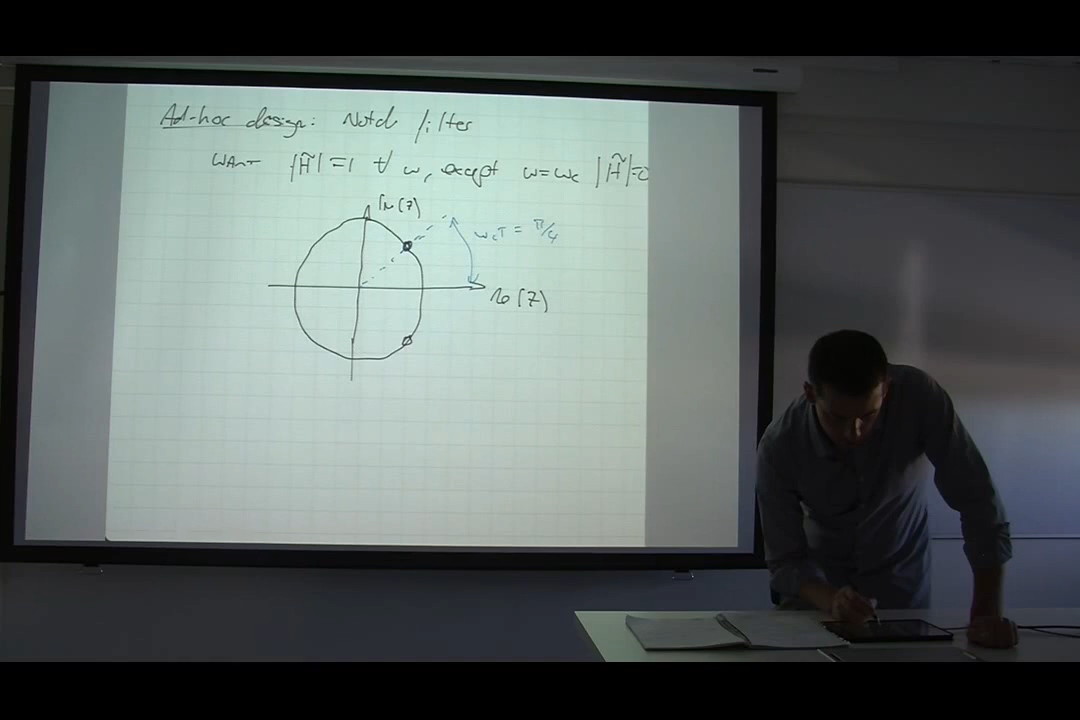 Ad-hoc design: Notch filter
WANT |H̃| = 1 ∀ ω, except ω = ωc |H̃|=0
Im(z)
ωcT = π/4
Re(z)